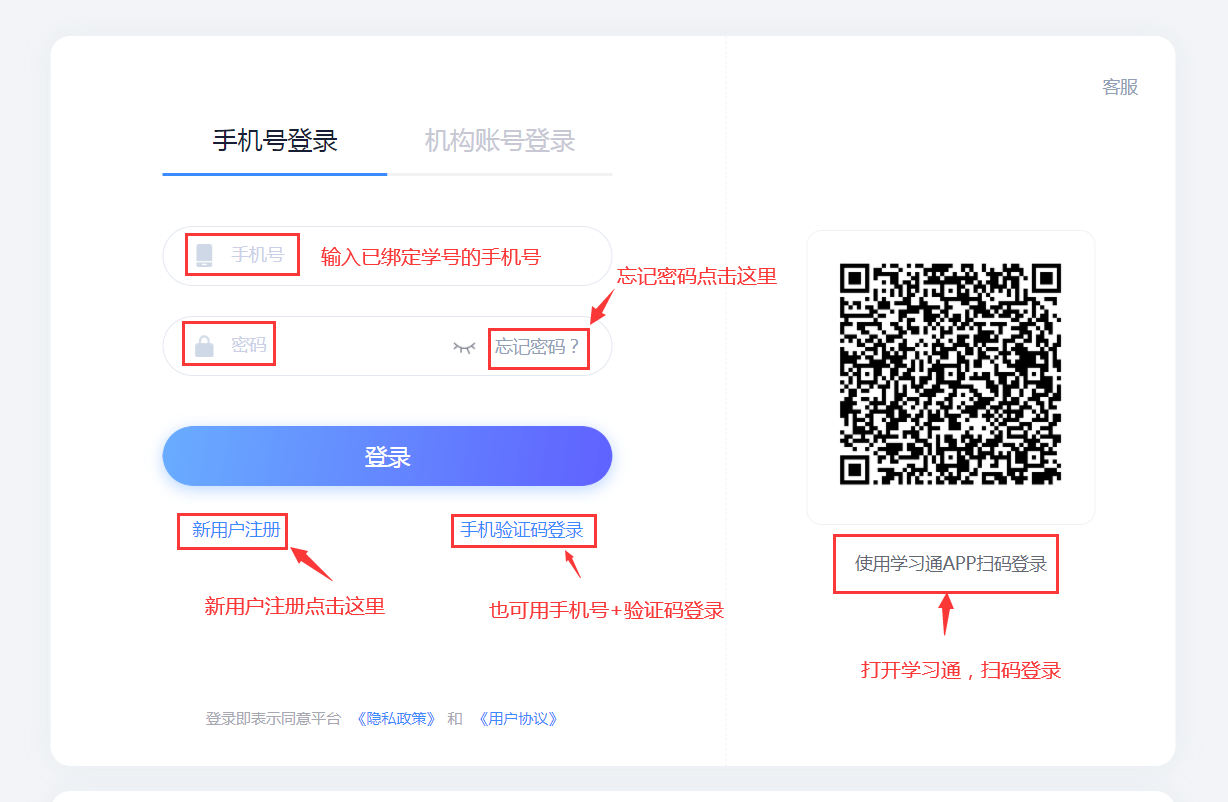 客服
手机号登录
机构账号登录
手机号
输入已绑定学号的手机号
忘记密码点击这里
密码
忘记密码？
登录
新用户注册
手机验证码登录
新用户注册点击这里
也可用手机号+验证码登录
登录即表示同意平台 《隐私政策》 和 《用户协议》
使用学习通APP扫码登录
打开学习通，扫码登录